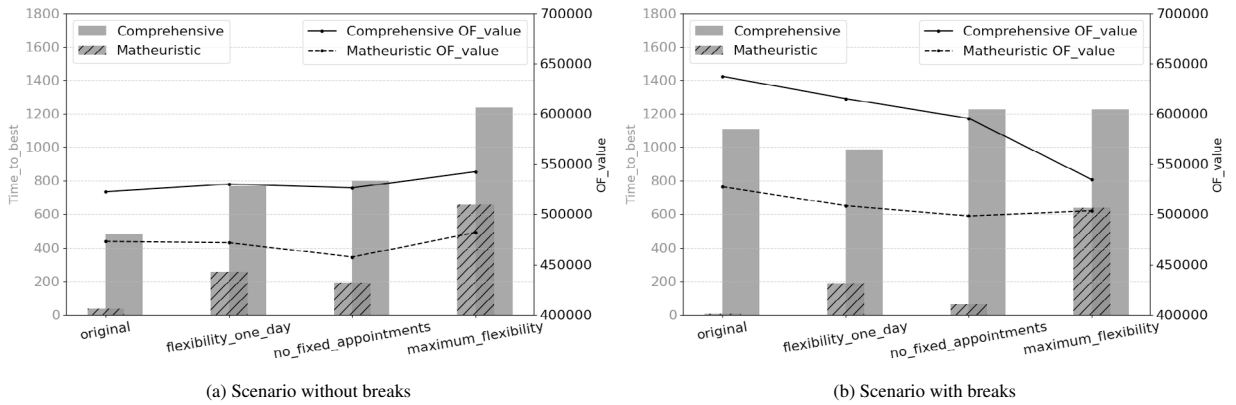 1800
1600
1400
1200
1000
800
600
400
200
0
Time_to_best
Comprehensive
Matheuristic
Comprehensive OF_value
Matheuristic OF_value
700000
650000
600000
550000
500000
450000
400000
OF_value
original
flexibility_one_day
no_fixed_appointments
maximum_flexibility
(a) Scenario without breaks
1800
1600
1400
1200
1000
800
600
400
200
0
Time_to_best
Comprehensive
Matheuristic
Comprehensive OF_value
Matheuristic OF_value
700000
650000
600000
550000
500000
450000
400000
OF_value
original
flexibility_one_day
no_fixed_appointments
maximum_flexibility
(b) Scenario with breaks